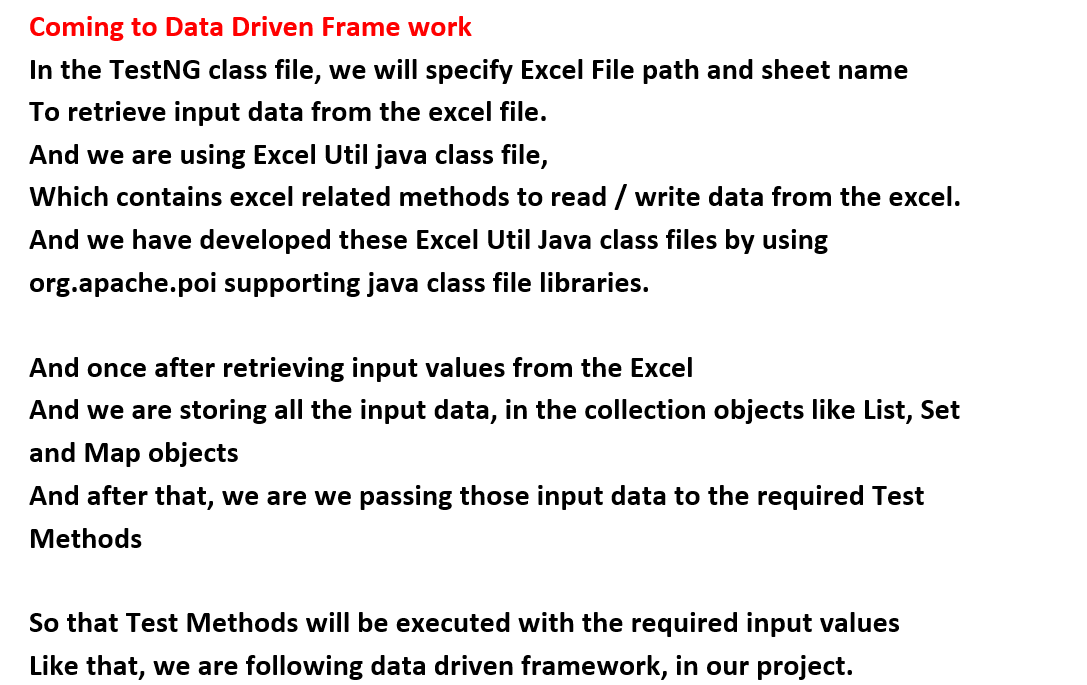 Coming to Data Driven Frame work
In the TestNG class file, we will specify Excel File path and sheet name
To retrieve input data from the excel file.
And we are using Excel Util java class file,
Which contains excel related methods to read / write data from the excel.
And we have developed these Excel Util Java class files by using
org.apache.poi supporting java class file libraries.
And once after retrieving input values from the Excel
And we are storing all the input data, in the collection objects like List, Set
and Map objects
And after that, we are we passing those input data to the required Test
Methods
So that Test Methods will be executed with the required input values
Like that, we are following data driven framework, in our project.